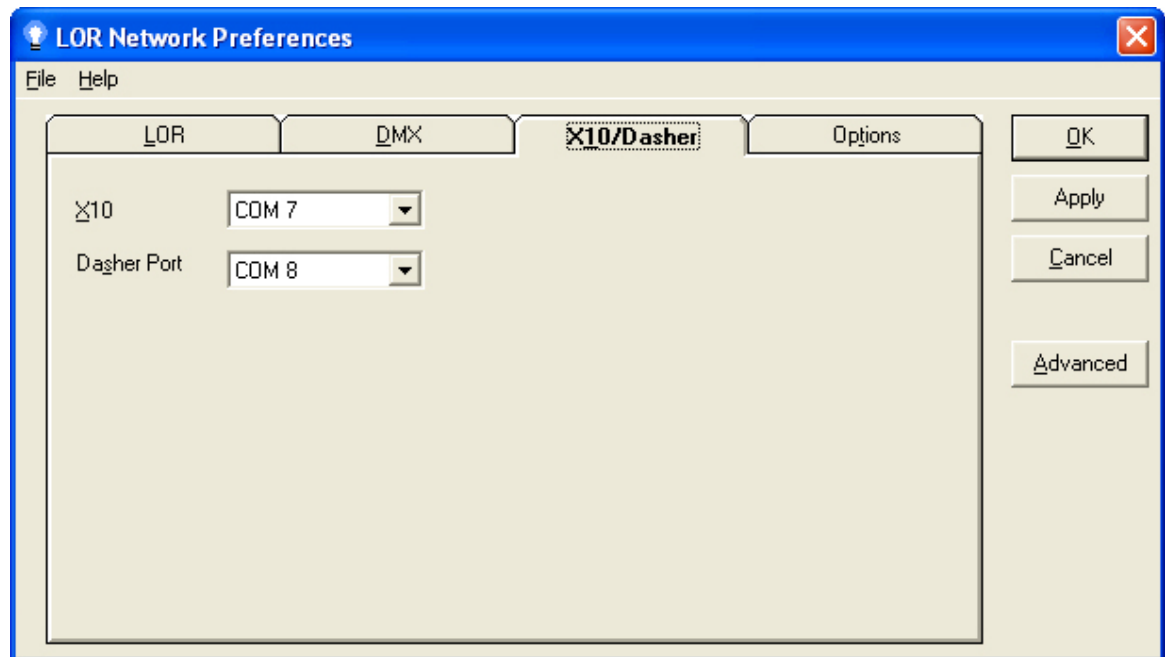 LOR Network Preferences
File Help
LOR DMX X10/Dasher Options
OK
X10 COM 7
Apply
Dasher Port COM 8
Cancel
Advanced